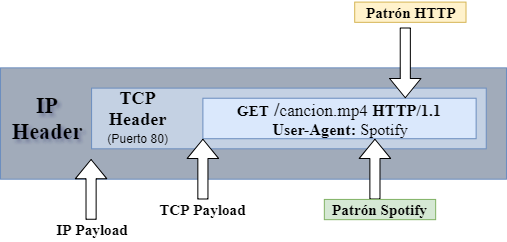 Patrón HTTP
IP
Header
TCP
Header
(Puerto 80)
GET /cancion.mp4 HTTP/1.1
User-Agent: Spotify
TCP Payload
Patrón Spotify
IP Payload